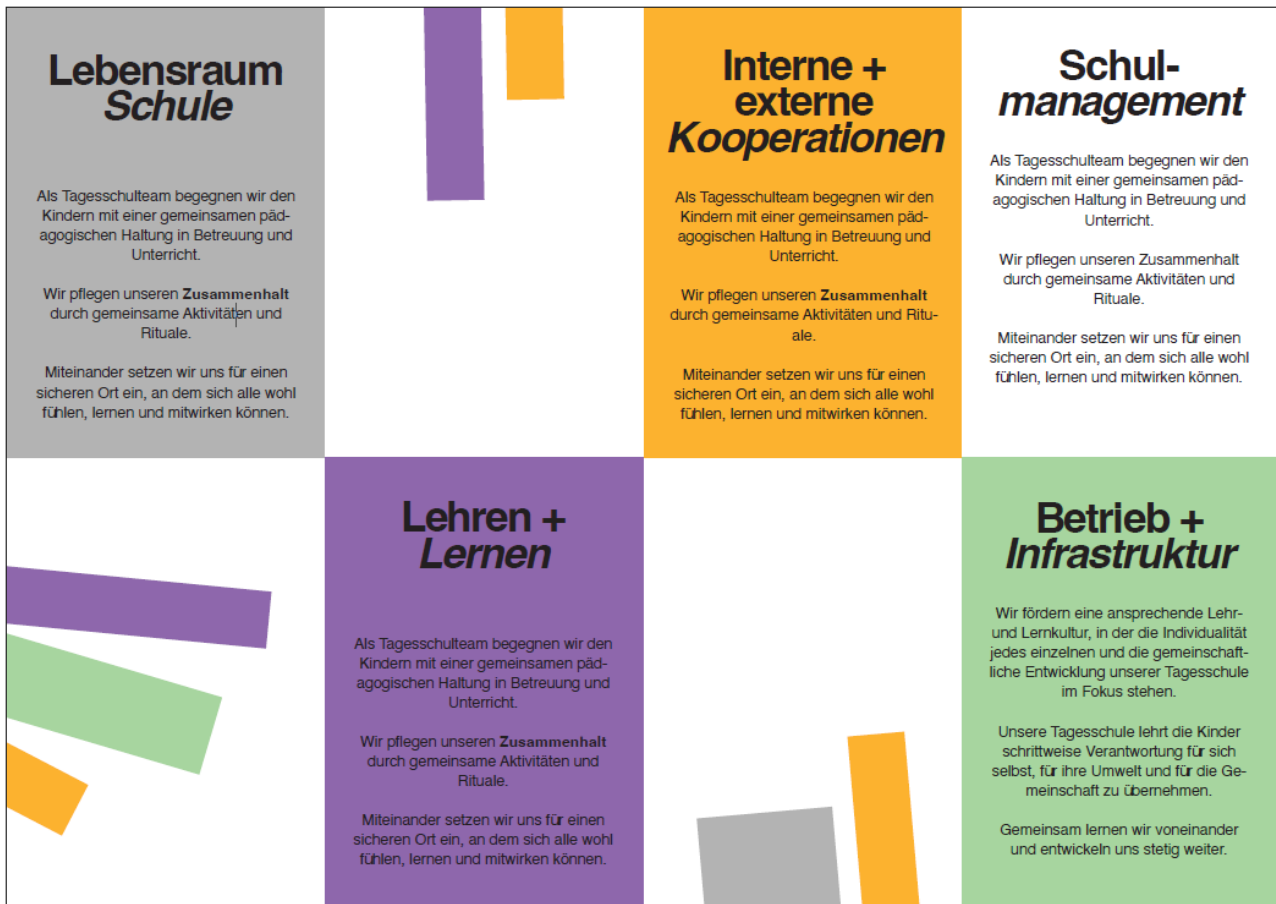 Lebensraum
Schule
Als Tagesschulteam begegnen wir den
Kindern mit einer gemeinsamen päd-
agogischen Haltung in Betreuung und
Unterricht.
Wir pflegen unseren Zusammenhalt
durch gemeinsame Aktivitäten und
Rituale.
Miteinander setzen wir uns für einen
sicheren Ort ein, an dem sich alle wohl
fühlen, lernen und mitwirken können.
Interne +
externe
Kooperationen
Als Tagesschulteam begegnen wir den
Kindern mit einer gemeinsamen päd-
agogischen Haltung in Betreuung und
Unterricht.
Wir pflegen unseren Zusammenhalt
durch gemeinsame Aktivitäten und Ritu-
ale.
Miteinander setzen wir uns für einen
sicheren Ort ein, an dem sich alle wohl
fühlen, lernen und mitwirken können.
Schul-
management
Als Tagesschulteam begegnen wir den
Kindern mit einer gemeinsamen päd-
agogischen Haltung in Betreuung und
Unterricht.
Wir pflegen unseren Zusammenhalt
durch gemeinsame Aktivitäten und
Rituale.
Miteinander setzen wir uns für einen
sicheren Ort ein, an dem sich alle wohl
fühlen, lernen und mitwirken können.
Lehren +
Lernen
Als Tagesschulteam begegnen wir den
Kindern mit einer gemeinsamen päd-
agogischen Haltung in Betreuung und
Unterricht.
Wir pflegen unseren Zusammenhalt
durch gemeinsame Aktivitäten und
Rituale.
Miteinander setzen wir uns für einen
sicheren Ort ein, an dem sich alle wohl
fühlen, lernen und mitwirken können.
Betrieb +
Infrastruktur
Wir fördern eine ansprechende Lehr-
und Lernkultur, in der die Individualität
jedes einzelnen und die gemeinschaft-
liche Entwicklung unserer Tagesschule
im Fokus stehen.
Unsere Tagesschule lehrt die Kinder
schrittweise Verantwortung für sich
selbst, für ihre Umwelt und für die Ge-
meinschaft zu übernehmen.
Gemeinsam lernen wir voneinander
und entwickeln uns stetig weiter.